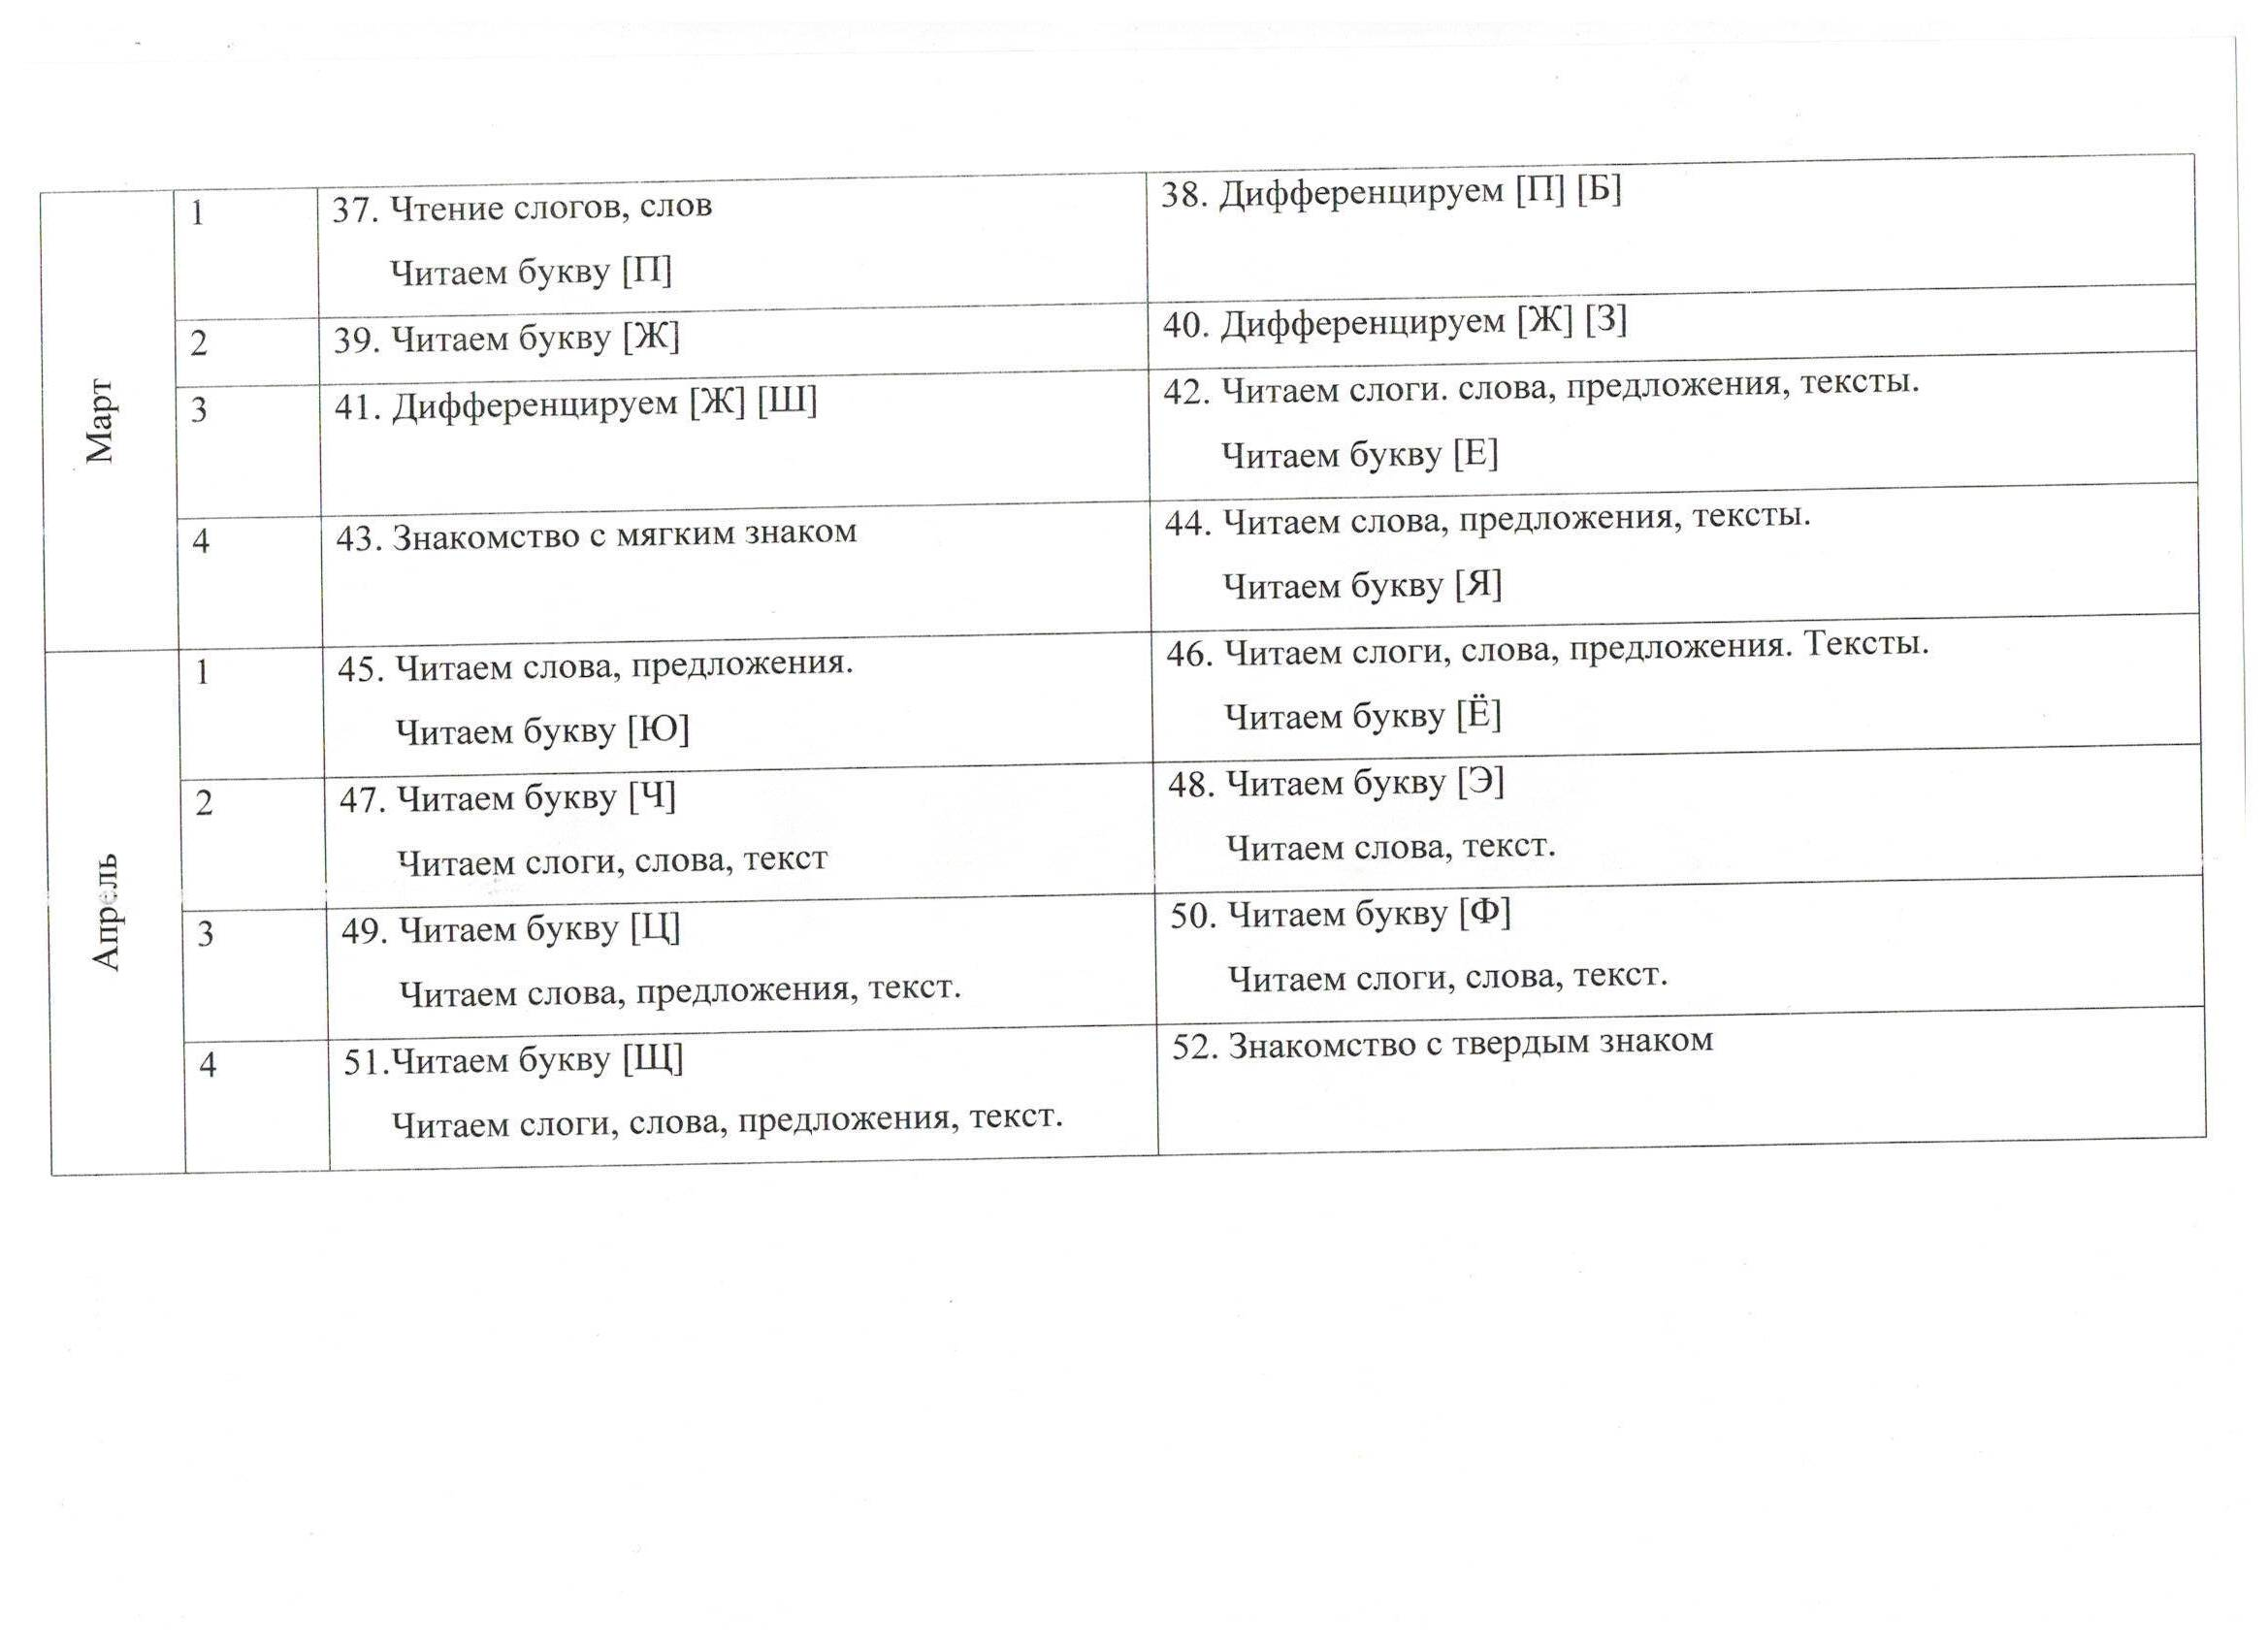 Март
1
37. Чтение слогов, слов
Читаем букву [П]
38. Дифференцируем [П] [Б]
2
39. Читаем букву [Ж]
40. Дифференцируем [Ж] [З]
3
41. Дифференцируем [Ж] [Ш]
42. Читаем слоги. слова, предложения, тексты.
Читаем букву [Е]
4
43. Знакомство с мягким знаком
44. Читаем слова, предложения, тексты.
Читаем букву [Я]
Апрель
1
45. Читаем слова, предложения.
Читаем букву [Ю]
46. Читаем слоги, слова, предложения. Тексты.
Читаем букву [Ё]
2
47. Читаем букву [Ч]
Читаем слоги, слова, текст
48. Читаем букву [Э]
Читаем слова, текст.
3
49. Читаем букву [Ц]
Читаем слова, предложения, текст.
50. Читаем букву [Ф]
Читаем слоги, слова, текст.
4
51.Читаем букву [Щ]
Читаем слоги, слова, предложения, текст.
52. Знакомство с твердым знаком